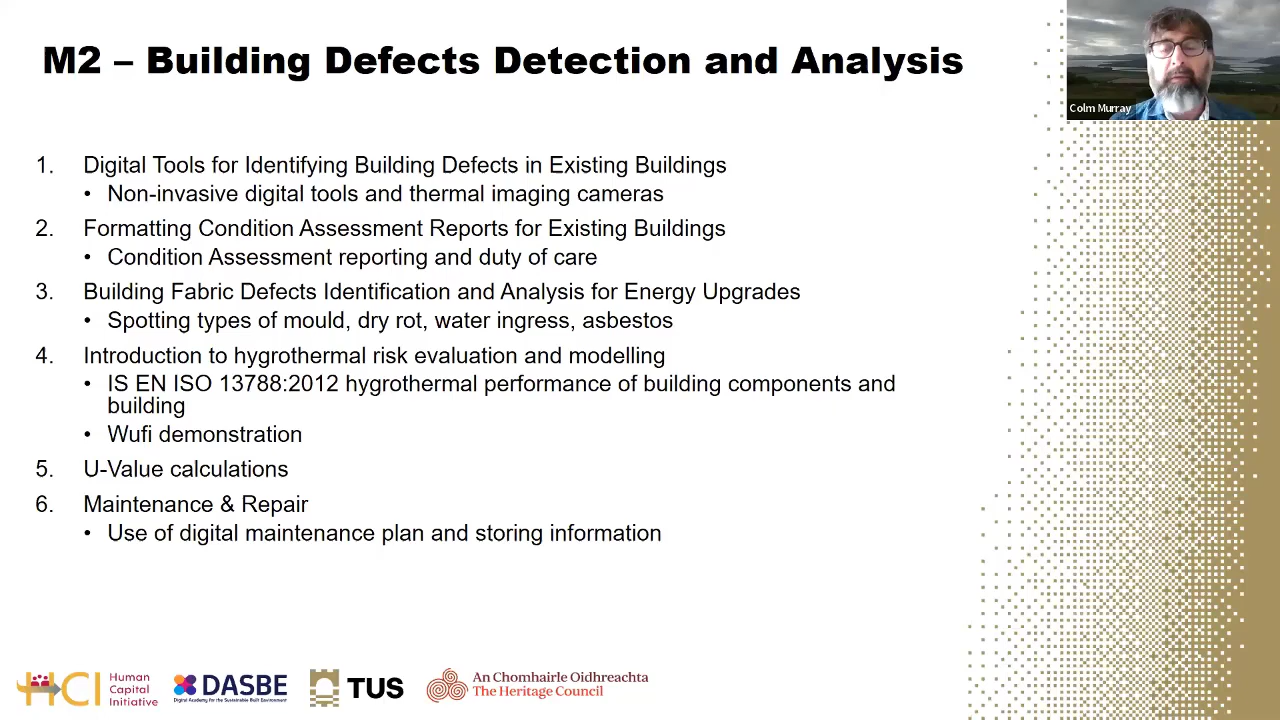 M2 – Building Defects Detection and Analysis
Colm Murray
1. Digital Tools for Identifying Building Defects in Existing Buildings
• Non-invasive digital tools and thermal imaging cameras
2. Formatting Condition Assessment Reports for Existing Buildings
• Condition Assessment reporting and duty of care
3. Building Fabric Defects Identification and Analysis for Energy Upgrades
• Spotting types of mould, dry rot, water ingress, asbestos
4. Introduction to hygrothermal risk evaluation and modelling
• IS EN ISO 13788:2012 hygrothermal performance of building components and
building
• Wufi demonstration
5. U-Value calculations
6. Maintenance & Repair
• Use of digital maintenance plan and storing information
HCI
Human
Capital
Initiative
DASBE
Digital Academy for the Sustainable Built Environment
TUS
An Chomhairle Oidhreachta
The Heritage Council